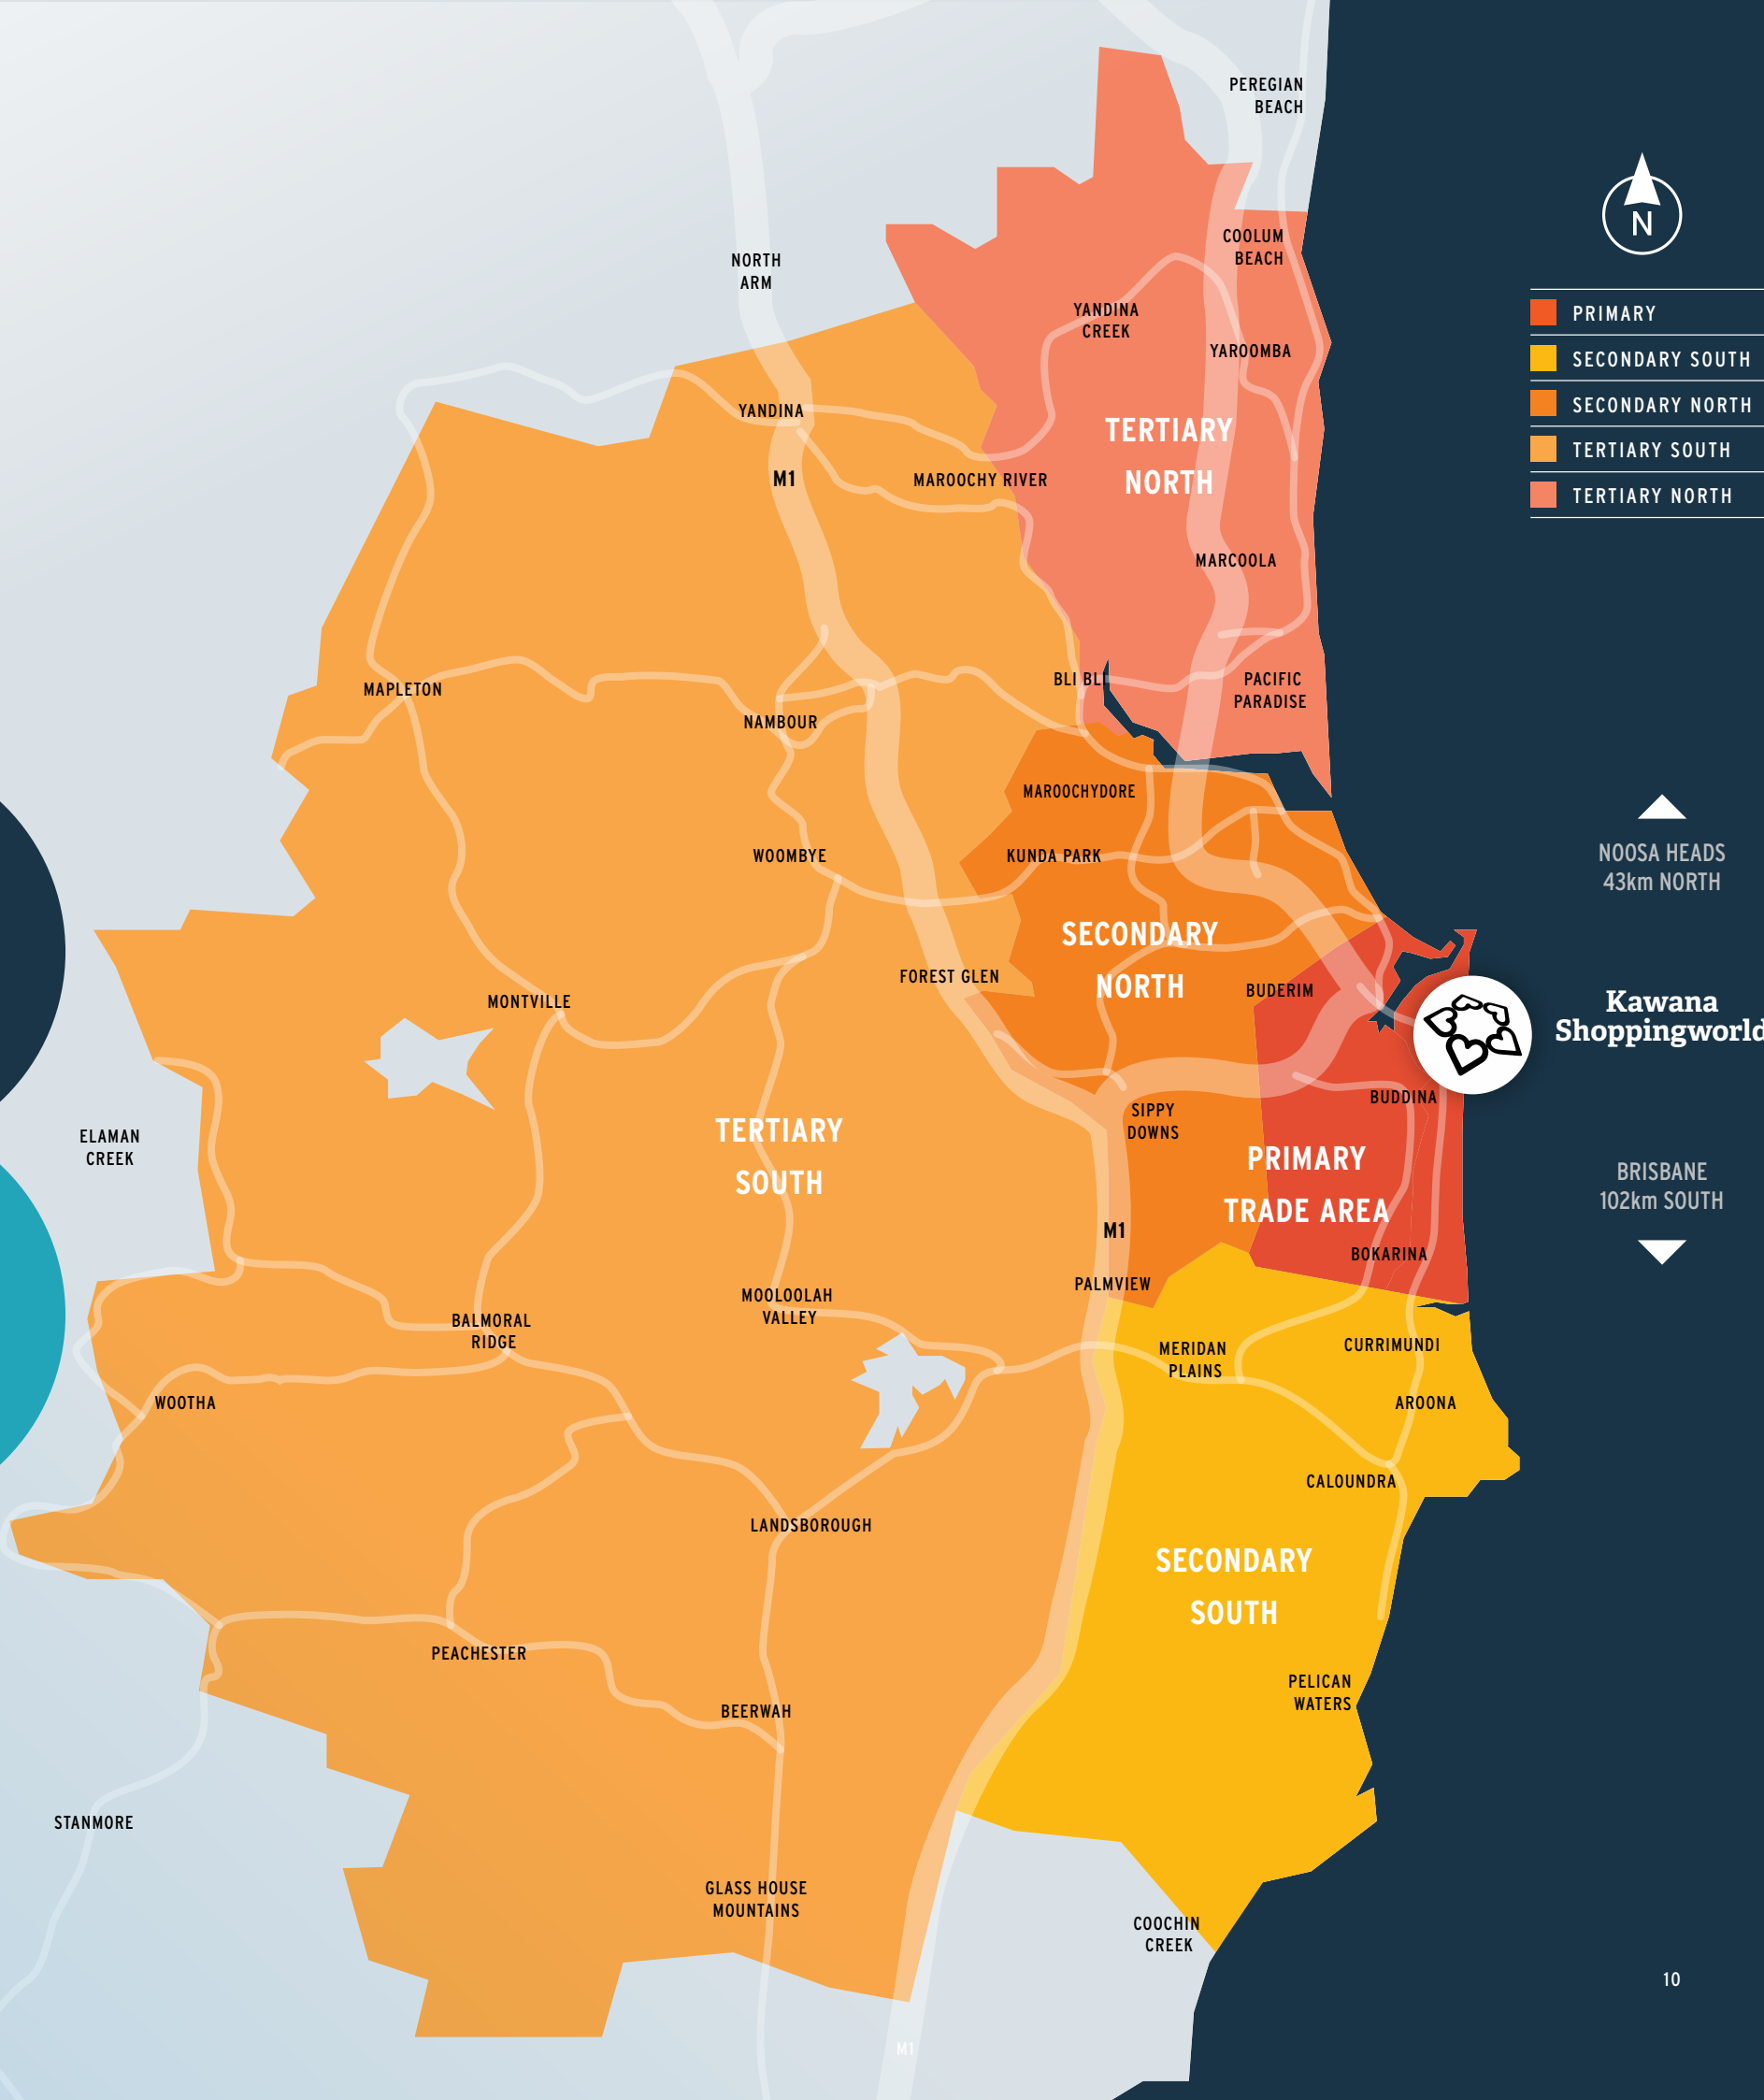 PEREGIAN
BEACH
N
COOLUM
BEACH
NORTH
ARM
PRIMARY
YANDINA
CREEK
YAROOMBA
SECONDARY SOUTH
YANDINA
SECONDARY NORTH
TERTIARY
NORTH
TERTIARY SOUTH
M1
MAROOCHY RIVER
TERTIARY NORTH
MARCOOLA
MAPLETON
BLI BLI
PACIFIC
PARADISE
NAMBOUR
MAROOCHYDORE
WOOMBYE
KUNDA PARK
NOOSA HEADS
43km NORTH
SECONDARY
NORTH
FOREST GLEN
BUDERIM
MONTVILLE
Kawana
Shoppingworld
BUDDINA
SIPPY
DOWNS
ELAMAN
CREEK
TERTIARY
SOUTH
PRIMARY
TRADE AREA
BRISBANE
102km SOUTH
M1
BOKARINA
PALMVIEW
MOOLOOLAH
VALLEY
BALMORAL
RIDGE
MERIDAN
PLAINS
CURRIMUNDI
WOOTHA
AROONA
CALOUNDRA
LANDSBOROUGH
SECONDARY
SOUTH
PEACHESTER
PELICAN
WATERS
BEERWAH
STANMORE
GLASS HOUSE
MOUNTAINS
COOCHIN
CREEK
10
M1